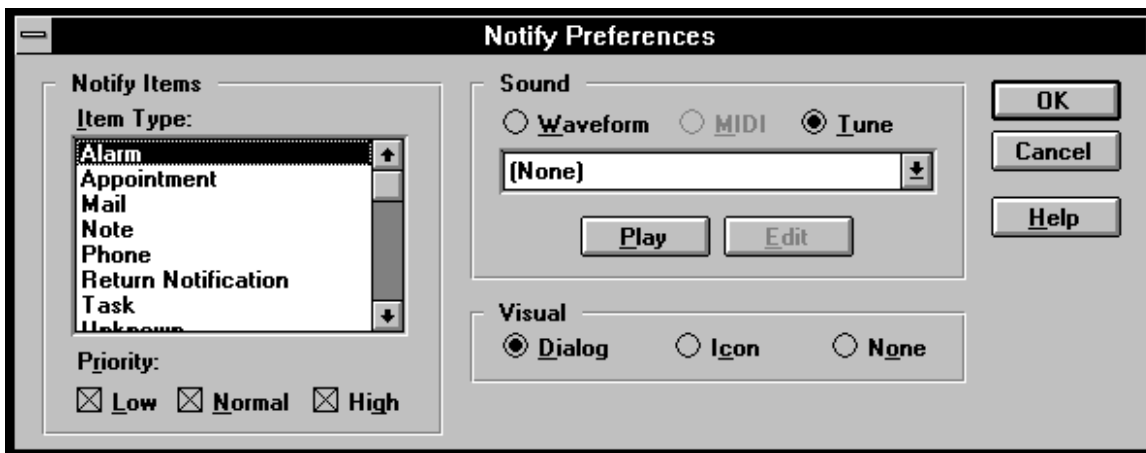 Notify Preferences
Notify Items
Item Type:
Alarm
Appointment
Mail
Note
Phone
Return Notification
Task
Unknown
Priority:
Low Normal High
Sound
Waveform MIDI Tune
(None)
Play Edit
Visual
Dialog Icon None
OK
Cancel
Help